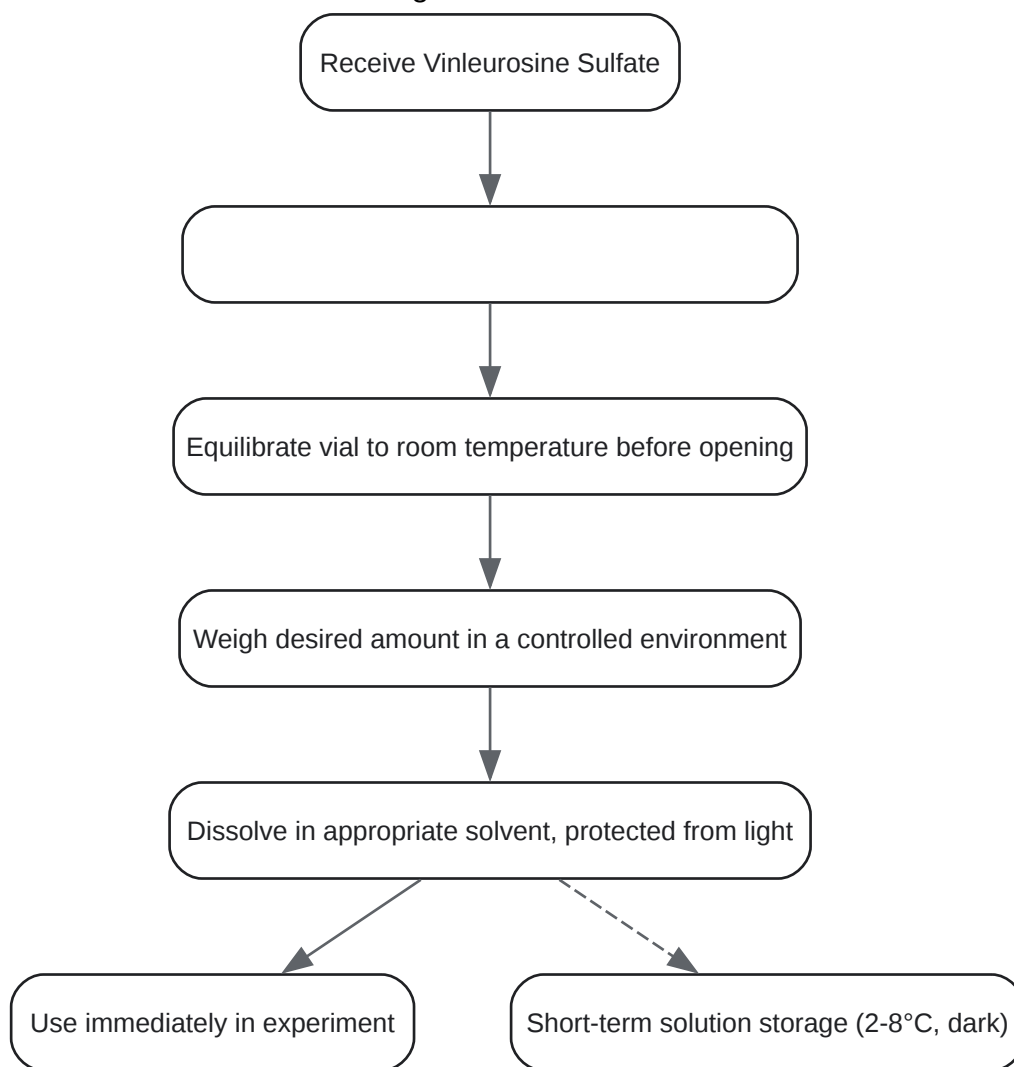 Receive Vinleurosine Sulfate
Equilibrate vial to room temperature before opening
Weigh desired amount in a controlled environment
Dissolve in appropriate solvent, protected from light
Use immediately in experiment
Short-term solution storage (2-8°C, dark)